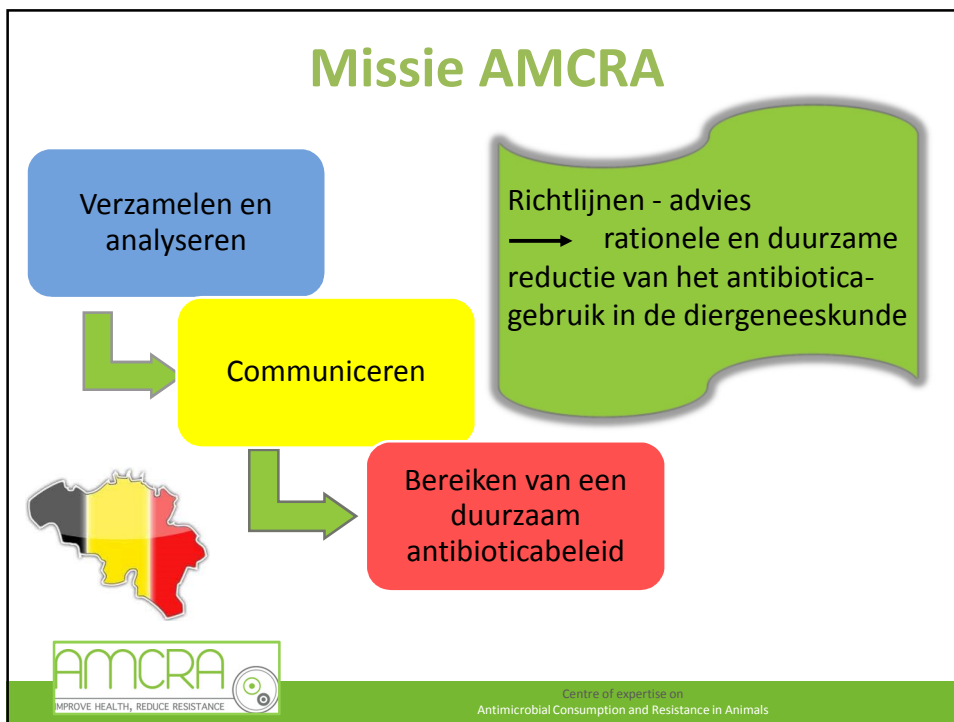 Missie AMCRA
Verzamelen en
analyseren
Communiceren
Bereiken van een
duurzaam
antibioticabeleid
Richtlijnen - advies
rationele en duurzame
reductie van het antibiotica-
gebruik in de diergeneeskunde
AMCRA
IMPROVE HEALTH, REDUCE RESISTANCE
Centre of expertise on
Antimicrobial Consumption and Resistance in Animals